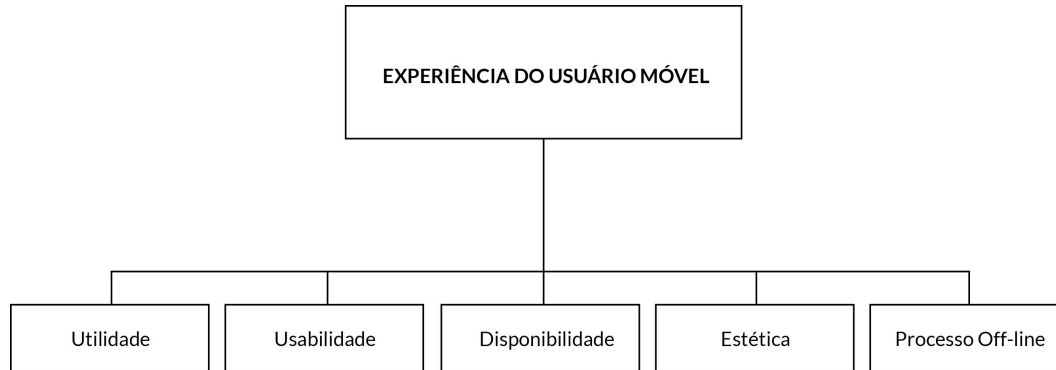 EXPERIÊNCIA DO USUÁRIO MÓVEL
Utilidade
Usabilidade
Disponibilidade
Estética
Processo Off-line